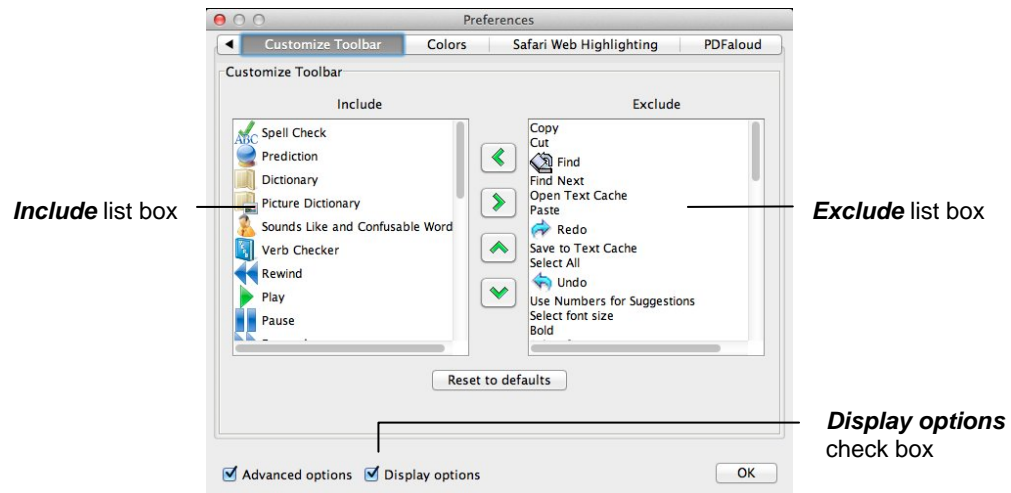 Preferences
Customize Toolbar Colors Safari Web Highlighting PDFaloud
Customize Toolbar
Include
Exclude
ABC Spell Check
Prediction
Dictionary
Picture Dictionary
Sounds Like and Confusable Word
Verb Checker
Rewind
Play
Pause
Copy
Cut
Find
Find Next
Open Text Cache
Paste
Redo
Save to Text Cache
Select All
Undo
Use Numbers for Suggestions
Select font size
Bold
Include list box
Exclude list box
Reset to defaults
Display options
check box
Advanced options Display options
OK